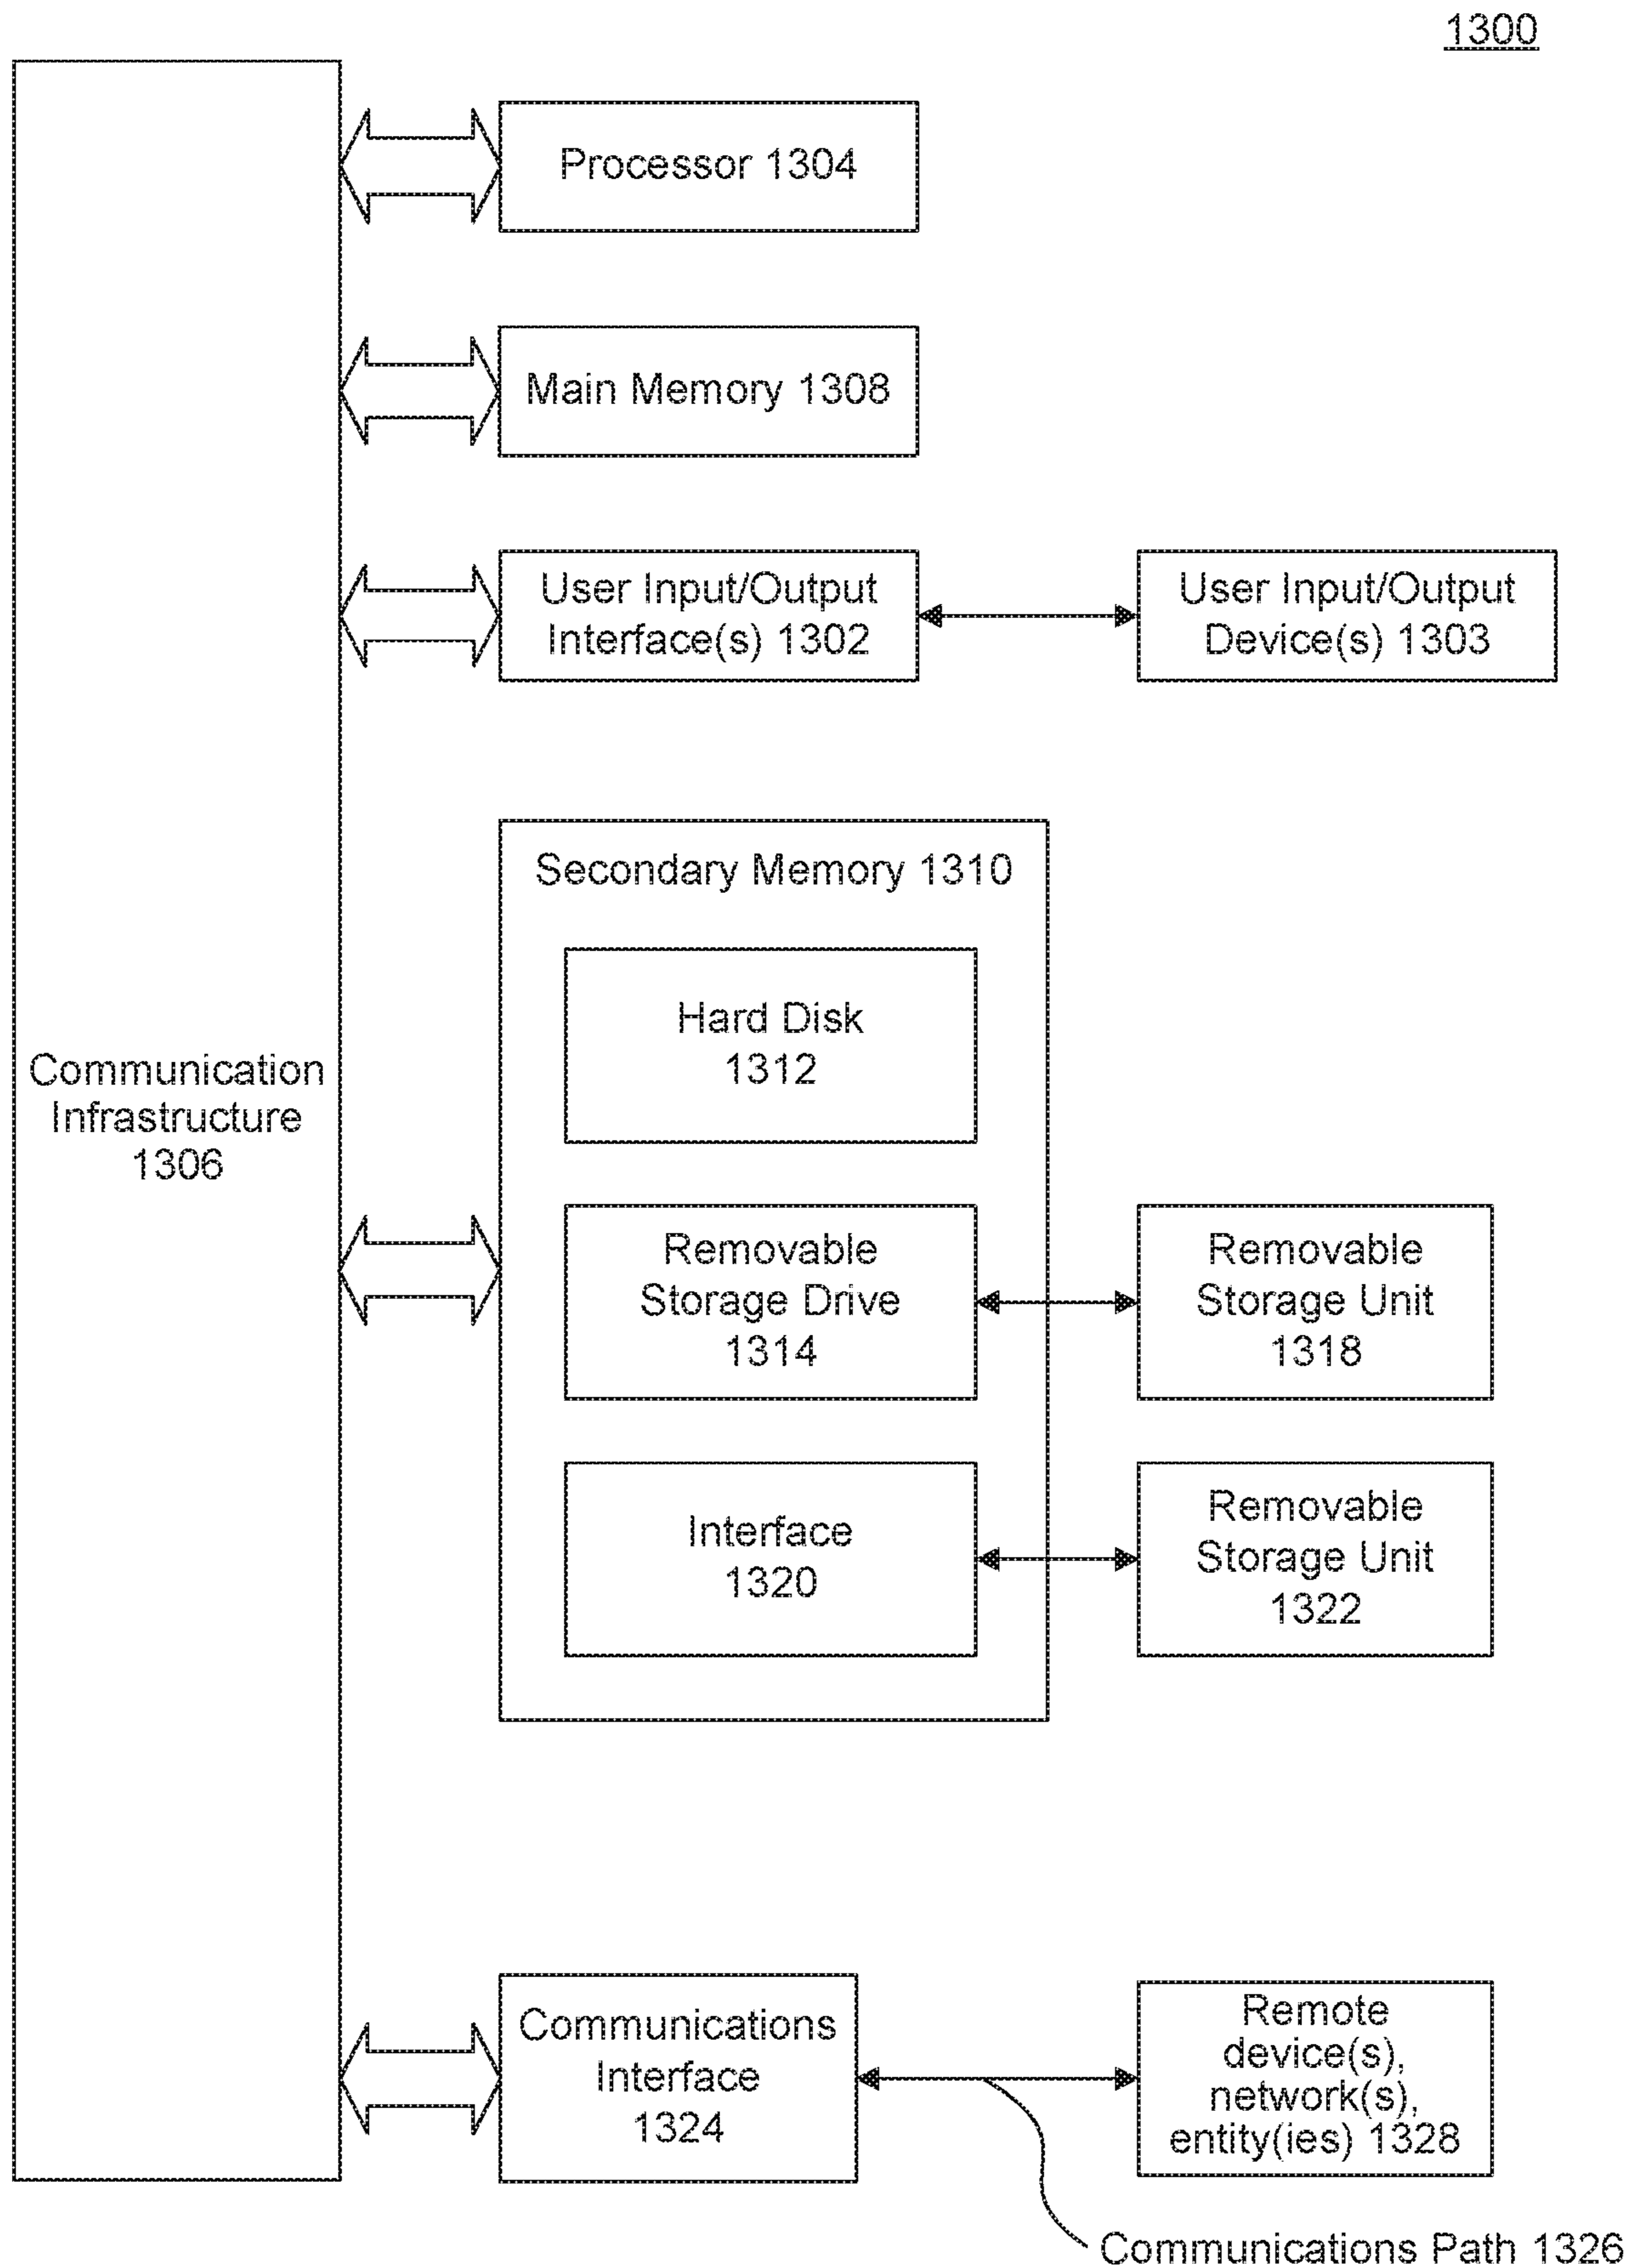 1300
Processor 1304
Main Memory 1308
User Input/Output
Interface(s) 1302
User Input/Output
Device(s) 1303
Secondary Memory 1310
Hard Disk
1312
Communication
Infrastructure
1306
Removable
Storage Drive
1314
Removable
Storage Unit
1318
Interface
1320
Removable
Storage Unit
1322
Communications
Interface
1324
Remote
device(s),
network(s),
entity(ies) 1328
Communications Path 1326